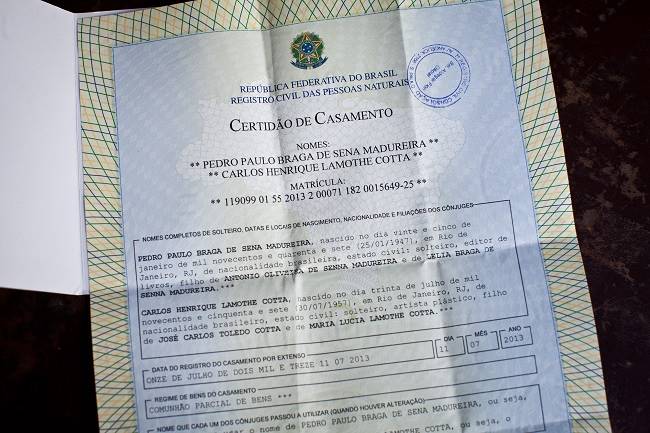 REPÚBLICA FEDERATIVA DO BRASIL
REGISTRO CIVIL DAS PESSOAS NATURAIS
CERTIDÃO DE CASAMENTO
NOMES:
** PEDRO PAULO BRAGA DE SENA MADUREIRA **
** CARLOS HENRIQUE LAMOTHE COTTA **
MATRÍCULA:
** 119099 01 55 2013 2 00071 182 0015649-25 **
NOMES COMPLETOS DE SOLTEIRO, DATAS E LOCAIS DE NASCIMENTO, NACIONALIDADE E FILIAÇÕES DOS CÔNJUGES
PEDRO PAULO BRAGA DE SENA MADUREIRA, nascido no dia vinte e cinco de
janeiro de mil novecentos e quarenta e sete (25/01/1947), em Rio de
Janeiro, RJ, de nacionalidade brasileira, estado civil: solteiro, editor de
livros, filho de ANTONIO OLIVEIRA DE SENNA MADUREIRA e de LELIA BRAGA DE
SENNA MADUREIRA.***
CARLOS HENRIQUE LAMOTHE COTTA, nascido no dia trinta de julho de mil
novecentos e cinquenta e sete (30/07/1957), em Rio de Janeiro, RJ, de
nacionalidade brasileiro, estado civil: solteiro, artista plástico, filho
de JOSÉ CARLOS TOLEDO COTTA e de MARIA LUCIA LAMOTHE COTTA.***
DATA DO REGISTRO DO CASAMENTO POR EXTENSO
ONZE DE JULHO DE DOIS MIL E TREZE 11 07 2013
DIA
11
MÊS
07
ANO
2013
REGIME DE BENS DO CASAMENTO
COMUNHÃO PARCIAL DE BENS ***
NOME QUE CADA UM DOS CÔNJUGES PASSOU A UTILIZAR (QUANDO HOUVER ALTERAÇÃO)
usar o nome de PEDRO PAULO BRAGA DE SENA MADUREIRA, ou seja,
ou seja, o